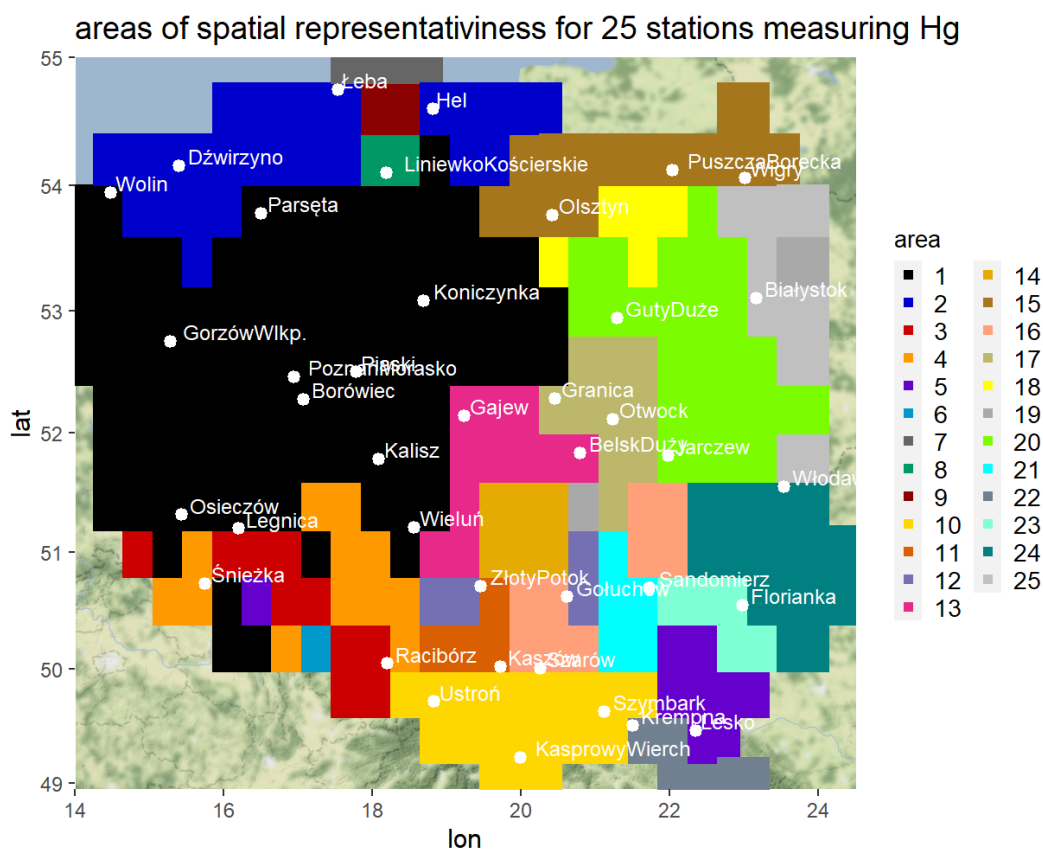 areas of spatial representativiness for 25 stations measuring Hg
55
Łeba
Hel
Dźwirzyno
LiniewkoKościerskie
PuszczaBorecka
Wigry
54
Wolin
Parsęta
Olsztyn
area
1
14
Koniczynka
Białystok
2
15
53
GutyDuże
3
16
GorzówWlkp.
4
17
PoznańMorasko
Piaski
5
18
Borówiec
Gajew
Granica
Otwock
6
19
lat
52
7
20
Kalisz
BelskDuży
Jarczew
8
21
Włodaw
9
22
Osieczów
Legnica
Wieluń
10
23
51
11
24
Śnieżka
ZłotyPotok
Gołuchów
Sandomierz
Florianka
12
25
13
50
Racibórz
Kaszów
Szarów
Ustroń
Szymbark
Krempna
Lesko
KasprowyWierch
49
14
16
18
20
22
24
lon